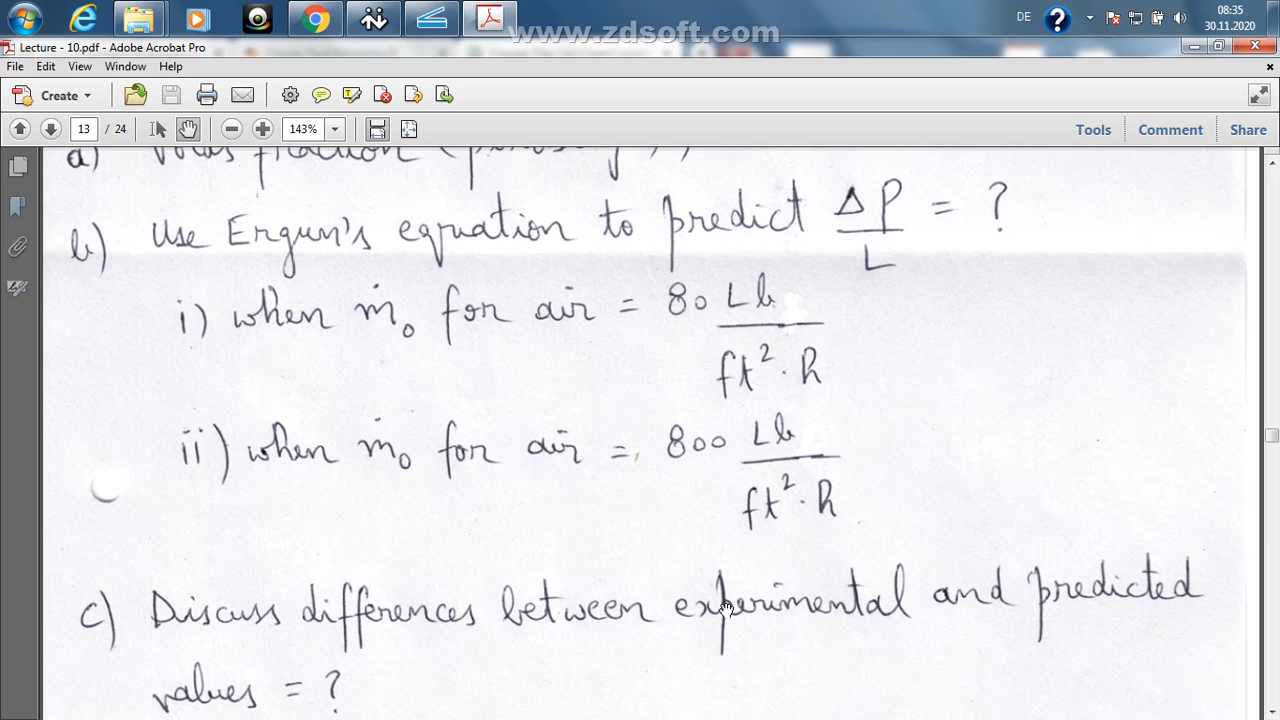 08:35
DE
30.11.2020
www.zdsoft.com
Lecture - 10.pdf - Adobe Acrobat Pro
File Edit View Window Help
Create
13 / 24 143% Tools Comment Share
a) fraction
b) Use Ergun's equation to predict ΔP/L = ?
i) when ṁ₀ for air = 80 Lb/ft²·h
ii) when ṁ₀ for air = 800 Lb/ft²·h
c) Discuss differences between experimental and predicted
values = ?